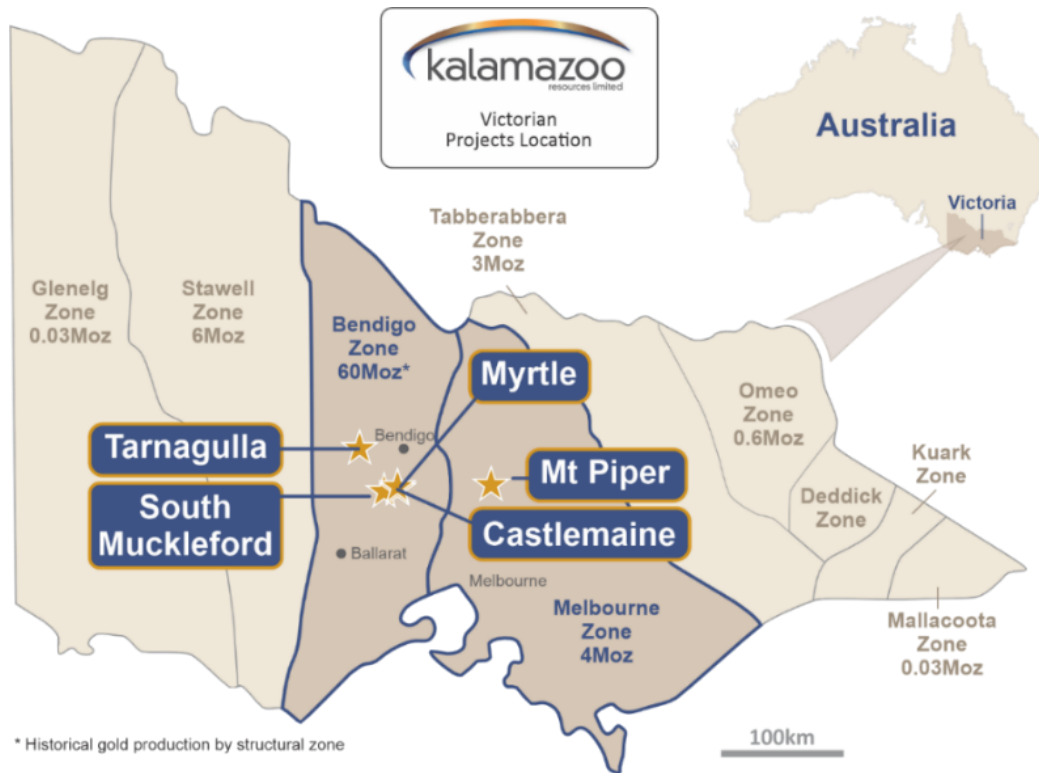 kalamazoo
resources limited
Victorian
Projects Location
Australia
Victoria
Tabberabbera
Zone
3Moz
Glenelg
Zone
0.03Moz
Stawell
Zone
6Moz
Bendigo
Zone
60Moz*
Myrtle
Omeo
Zone
0.6Moz
Tarnagulla
Bendigo
Mt Piper
Kuark
Zone
South
Muckleford
Castlemaine
Deddick
Zone
Ballarat
Melbourne
Melbourne
Zone
4Moz
Mallacoota
Zone
0.03Moz
* Historical gold production by structural zone
100km